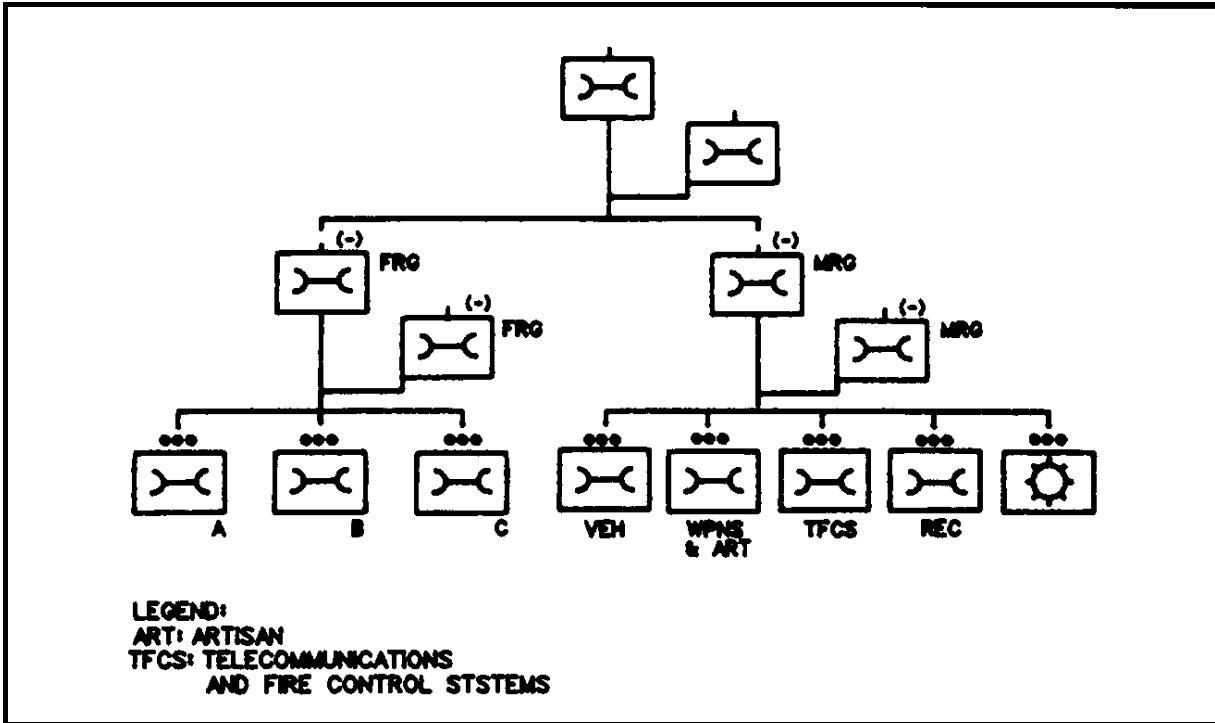 (-)
FRG
(-)
MRG
(-)
FRG
(-)
MRG
A
B
C
VEH
WPNS
& ART
TFCS
REC
LEGEND:
ART: ARTISAN
TFCS: TELECOMMUNICATIONS
AND FIRE CONTROL STSTEMS